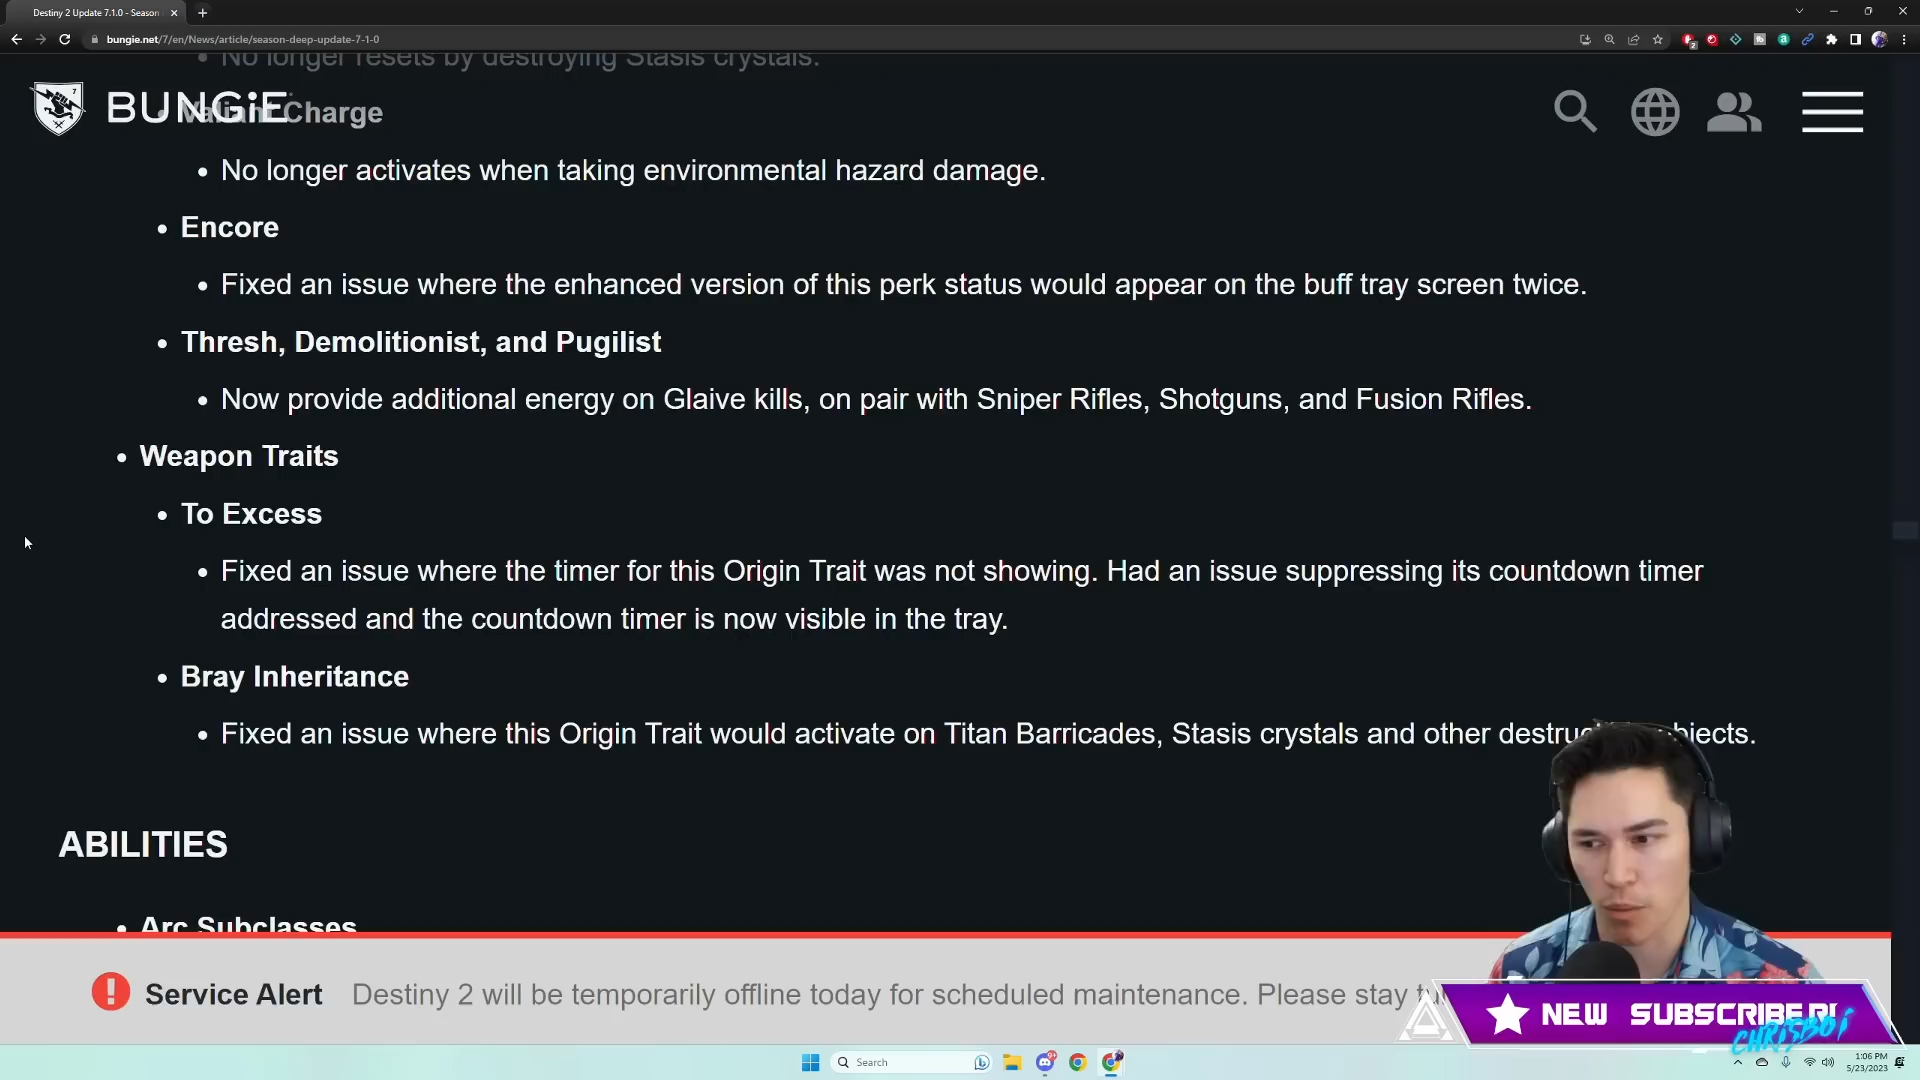 Destiny 2 Update 7.1.0 - Season
bungie.net/7/en/News/article/season-deep-update-7-1-0
No longer resets by destroying Stasis crystals.
BUNGiE
Valiant Charge
No longer activates when taking environmental hazard damage.
Encore
Fixed an issue where the enhanced version of this perk status would appear on the buff tray screen twice.
Thresh, Demolitionist, and Pugilist
Now provide additional energy on Glaive kills, on pair with Sniper Rifles, Shotguns, and Fusion Rifles.
Weapon Traits
To Excess
Fixed an issue where the timer for this Origin Trait was not showing. Had an issue suppressing its countdown timer
addressed and the countdown timer is now visible in the tray.
Bray Inheritance
Fixed an issue where this Origin Trait would activate on Titan Barricades, Stasis crystals and other objects.
ABILITIES
Arc Subclasses
Service Alert Destiny 2 will be temporarily offline today for scheduled maintenance. Please stay
NEW SUBSCRIBER!
CHRISBOI
Search
1:06 PM
5/23/2023